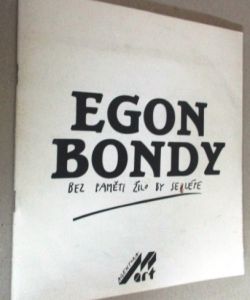 EGON
BONDY
BEZ PAMĚTI ŽILO BY SE LÉPE
M art